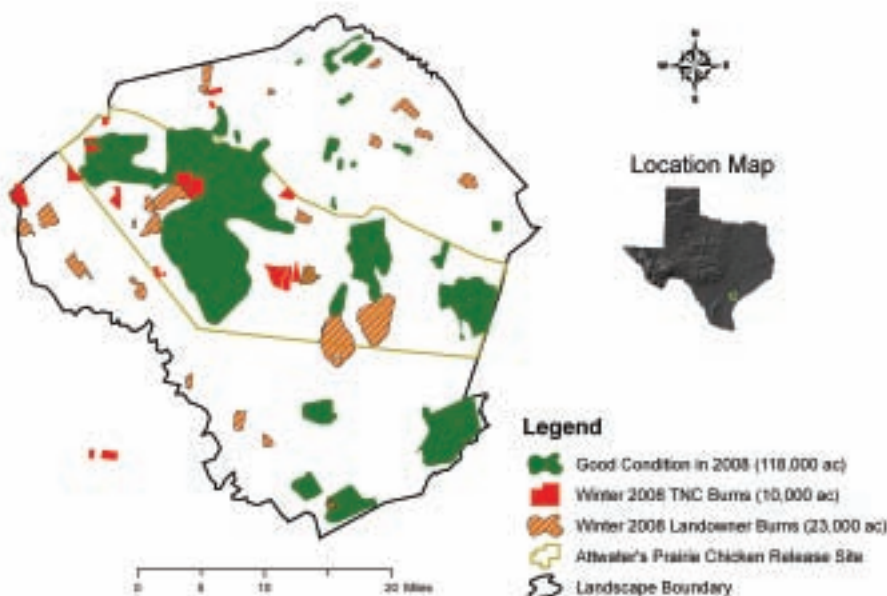 N
W E
S
Location Map
Legend
Good Condition in 2008 (118,000 ac)
Winter 2008 TNC Burns (10,000 ac)
Winter 2008 Landowner Burns (23,000 ac)
Attwater's Prairie Chicken Release Site
Landscape Boundary
0 5 10 20 Miles